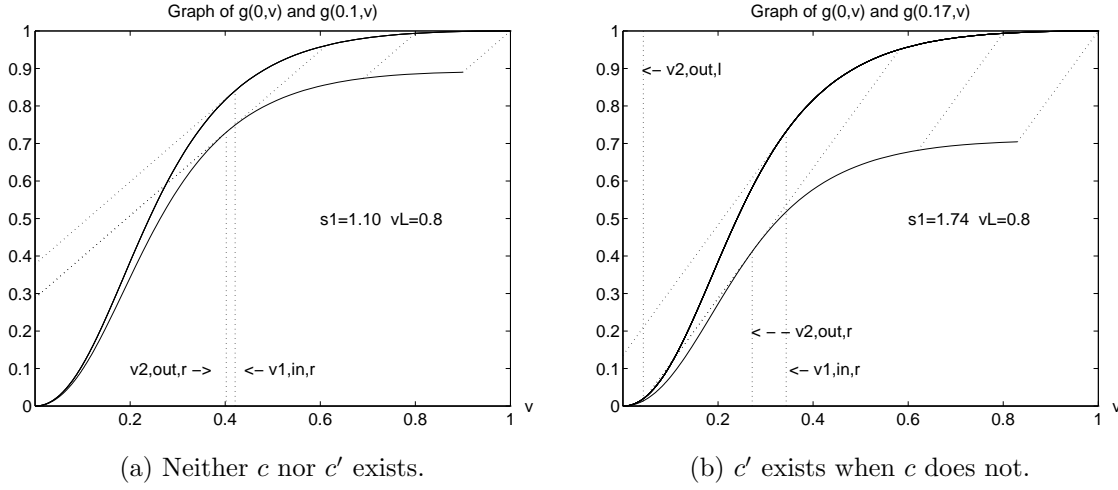 Graph of g(0,v) and g(0.1,v)
1
0.9
0.8
0.7
0.6
0.5
0.4
0.3
0.2
0.1
0
s1=1.10 vL=0.8
v2,out,r −>
<− v1,in,r
0.2
0.4
0.6
0.8
1
v
(a) Neither c nor c′ exists.
Graph of g(0,v) and g(0.17,v)
1
0.9
0.8
0.7
0.6
0.5
0.4
0.3
0.2
0.1
0
<− v2,out,l
s1=1.74 vL=0.8
<− − v2,out,r
<− v1,in,r
0.2
0.4
0.6
0.8
1
v
(b) c′ exists when c does not.